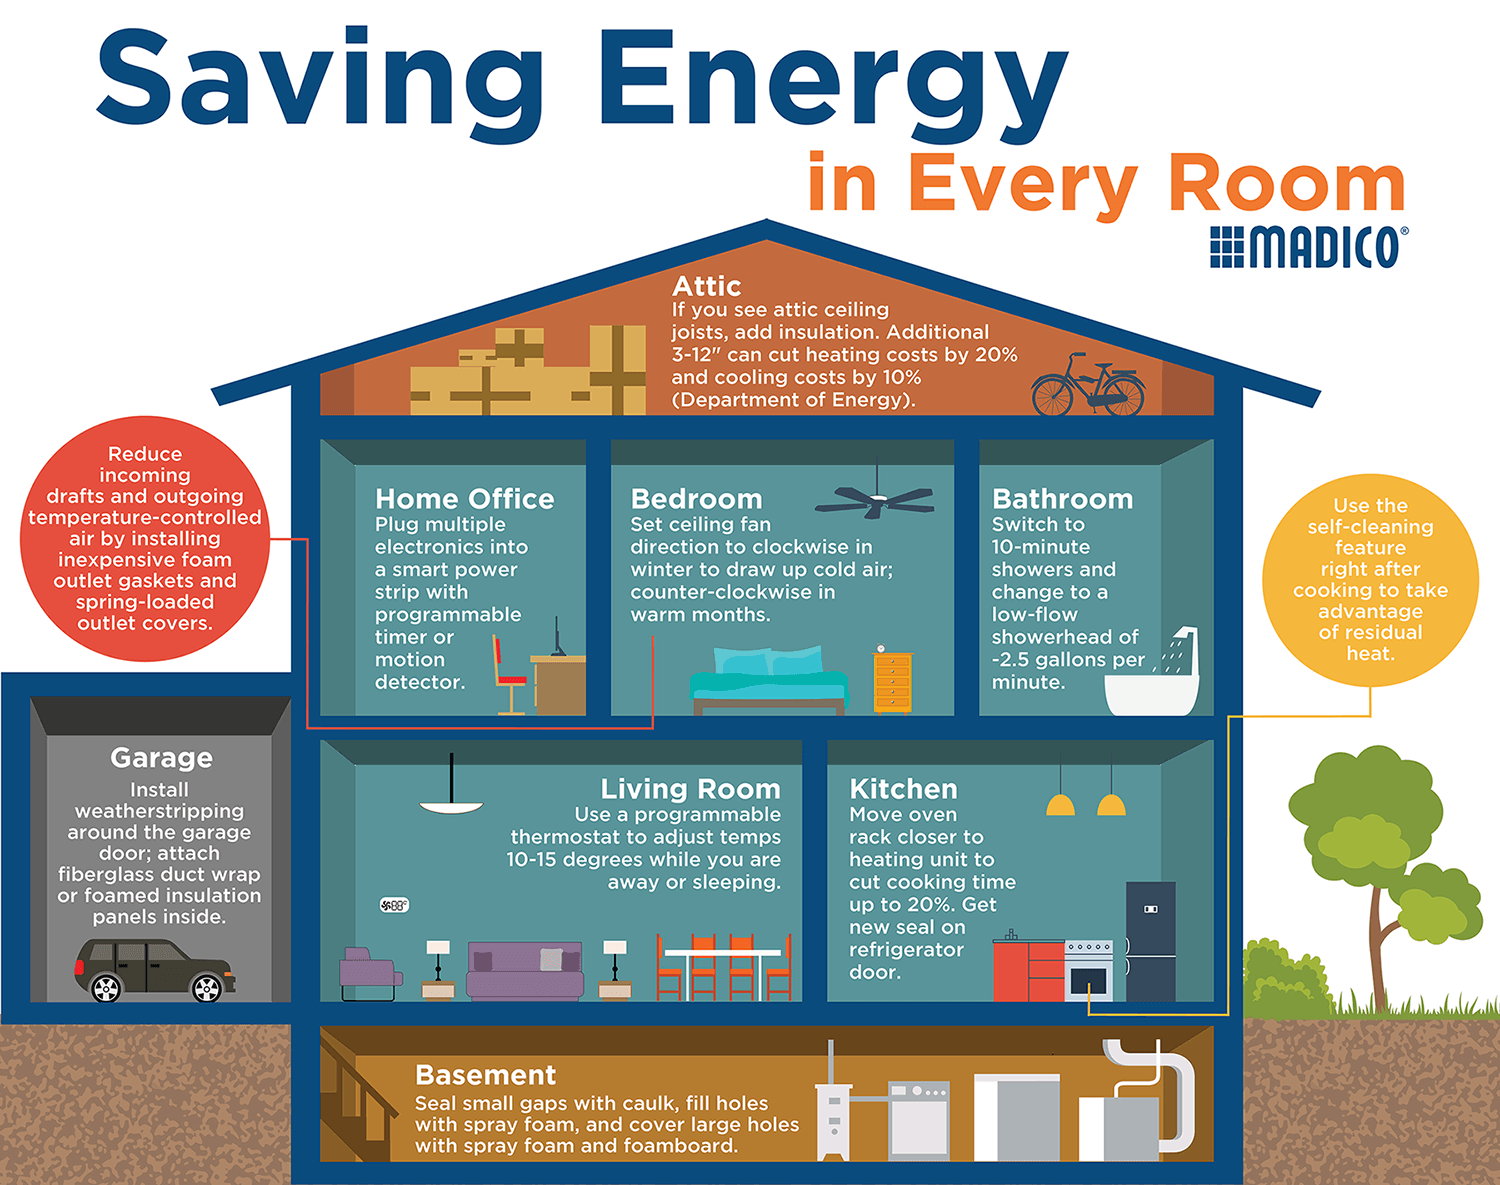 Saving Energy
in Every Room
MADICO®
Attic
If you see attic ceiling
joists, add insulation. Additional
3-12" can cut heating costs by 20%
and cooling costs by 10%
(Department of Energy).
Reduce
incoming
drafts and outgoing
temperature-controlled
air by installing
inexpensive foam
outlet gaskets and
spring-loaded
outlet covers.
Home Office
Plug multiple
electronics into
a smart power
strip with
programmable
timer or
motion
detector.
Bedroom
Set ceiling fan
direction to clockwise in
winter to draw up cold air;
counter-clockwise in
warm months.
Bathroom
Switch to
10-minute
showers and
change to a
low-flow
showerhead of
-2.5 gallons per
minute.
Use the
self-cleaning
feature
right after
cooking to take
advantage
of residual
heat.
Garage
Install
weatherstripping
around the garage
door; attach
fiberglass duct wrap
or foamed insulation
panels inside.
Living Room
Use a programmable
thermostat to adjust temps
10-15 degrees while you are
away or sleeping.
88°
Kitchen
Move oven
rack closer to
heating unit to
cut cooking time
up to 20%. Get
new seal on
refrigerator
door.
Basement
Seal small gaps with caulk, fill holes
with spray foam, and cover large holes
with spray foam and foamboard.